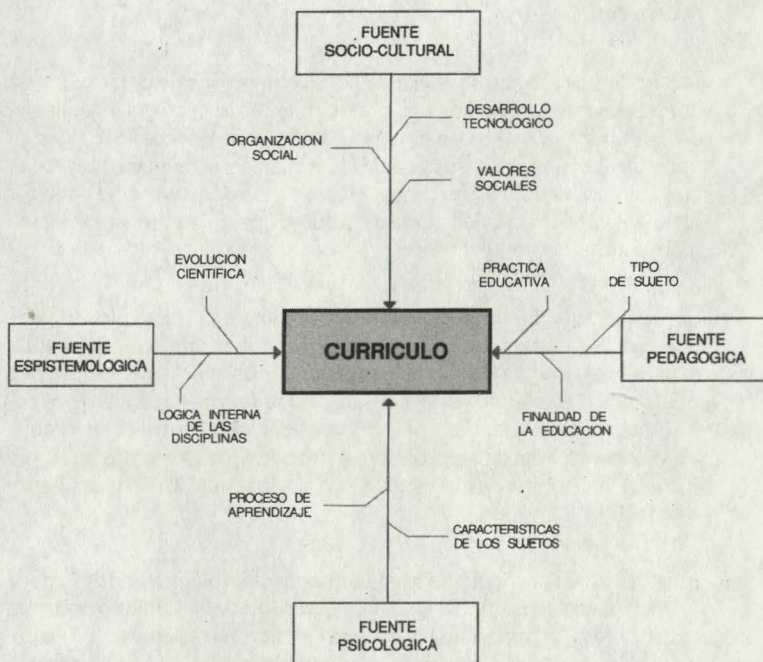 FUENTE
SOCIO-CULTURAL
DESARROLLO
TECNOLOGICO
ORGANIZACION
SOCIAL
VALORES
SOCIALES
EVOLUCION
CIENTIFICA
PRACTICA
EDUCATIVA
TIPO
DE SUJETO
FUENTE
ESPISTEMOLOGICA
CURRICULO
FUENTE
PEDAGOGICA
LOGICA INTERNA
DE LAS
DISCIPLINAS
FINALIDAD DE
LA EDUCACION
PROCESO DE
APRENDIZAJE
CARACTERISTICAS
DE LOS SUJETOS
FUENTE
PSICOLOGICA